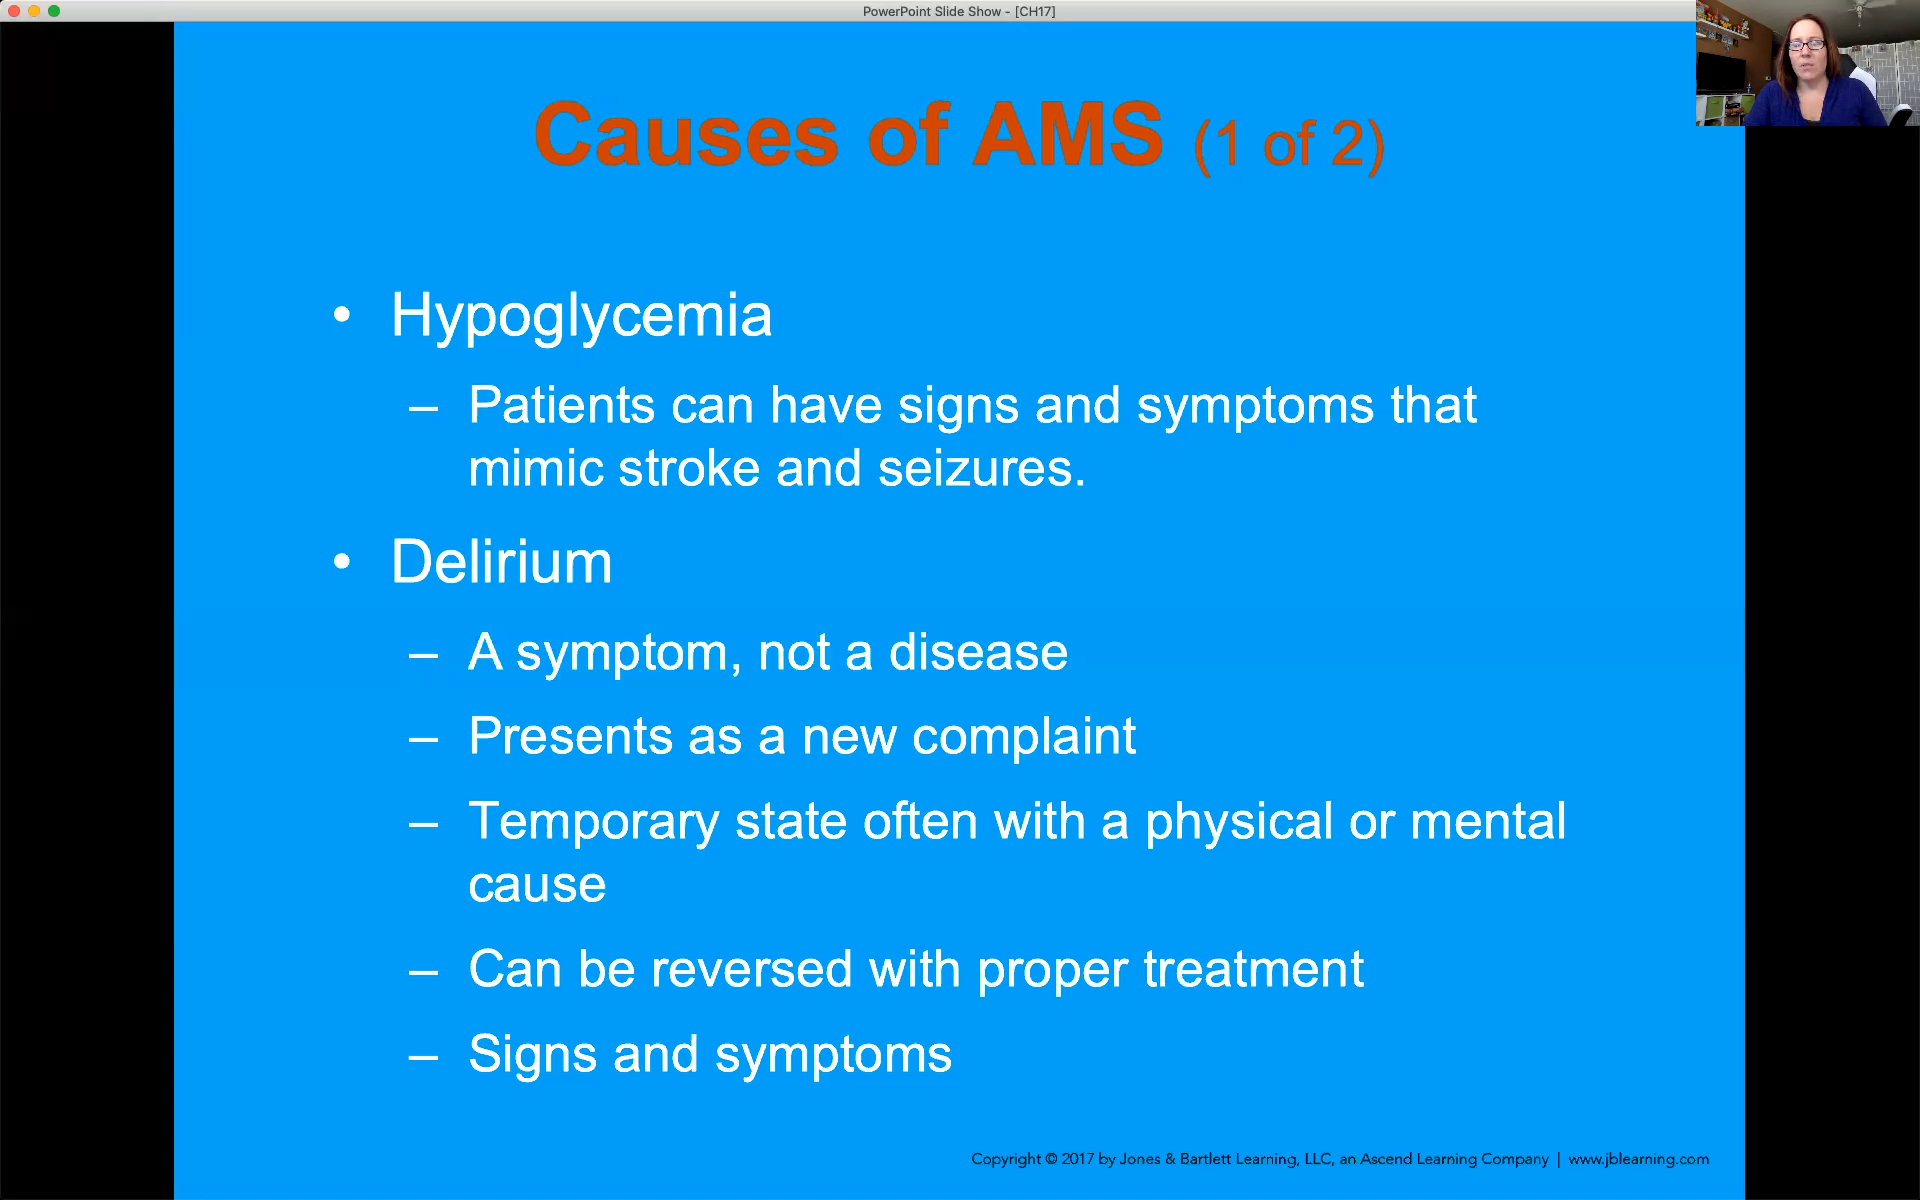 PowerPoint Slide Show - [CH17]
Causes of AMS (1 of 2)
• Hypoglycemia
– Patients can have signs and symptoms that
mimic stroke and seizures.
• Delirium
– A symptom, not a disease
– Presents as a new complaint
– Temporary state often with a physical or mental
cause
– Can be reversed with proper treatment
– Signs and symptoms
Copyright © 2017 by Jones & Bartlett Learning, LLC, an Ascend Learning Company | www.jblearning.com